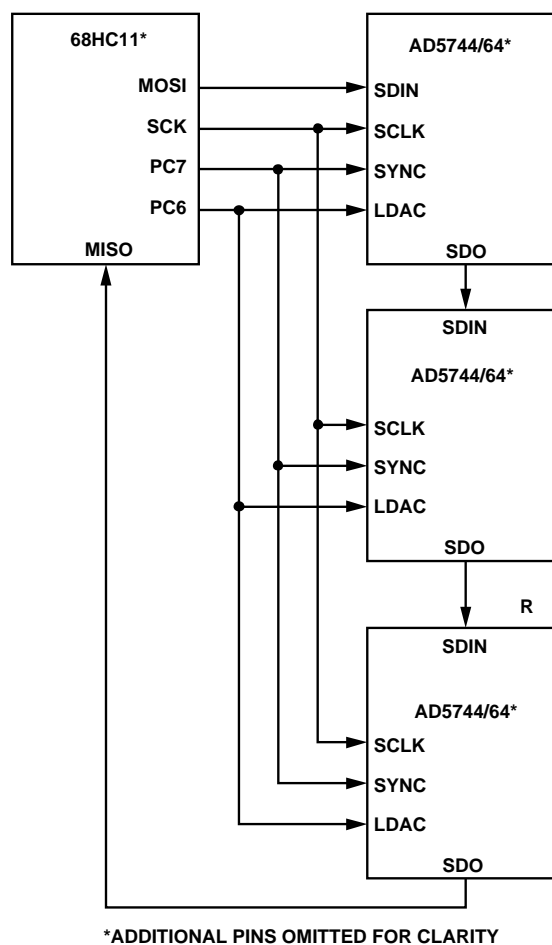 68HC11*
MOSI
SCK
PC7
PC6
MISO
AD5744/64*
SDIN
SCLK
SYNC
LDAC
SDO
SDIN
AD5744/64*
SCLK
SYNC
LDAC
SDO
R
SDIN
AD5744/64*
SCLK
SYNC
LDAC
SDO
*ADDITIONAL PINS OMITTED FOR CLARITY